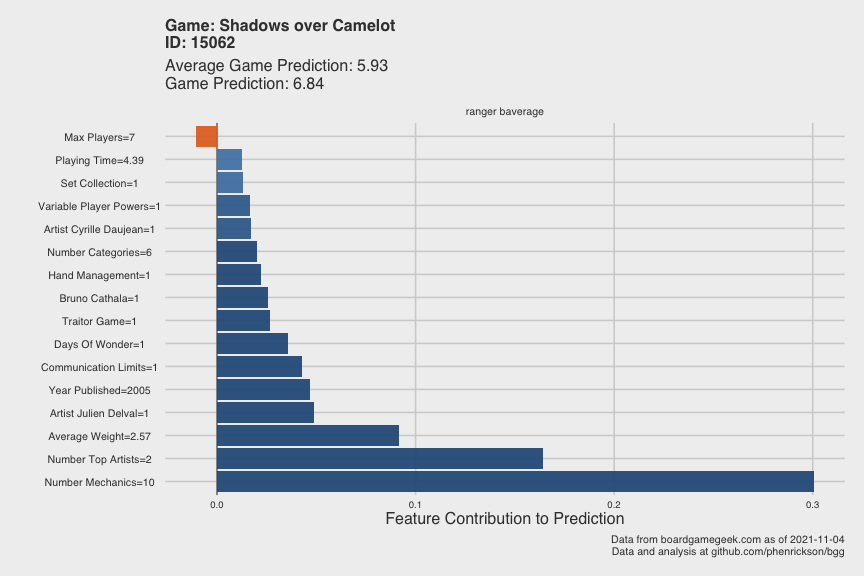 Game: Shadows over Camelot
ID: 15062
Average Game Prediction: 5.93
Game Prediction: 6.84
ranger baverage
Max Players=7
Playing Time=4.39
Set Collection=1
Variable Player Powers=1
Artist Cyrille Daujean=1
Number Categories=6
Hand Management=1
Bruno Cathala=1
Traitor Game=1
Days Of Wonder=1
Communication Limits=1
Year Published=2005
Artist Julien Delval=1
Average Weight=2.57
Number Top Artists=2
Number Mechanics=10
0.0 0.1 0.2 0.3
Feature Contribution to Prediction
Data from boardgamegeek.com as of 2021-11-04
Data and analysis at github.com/phenrickson/bgg